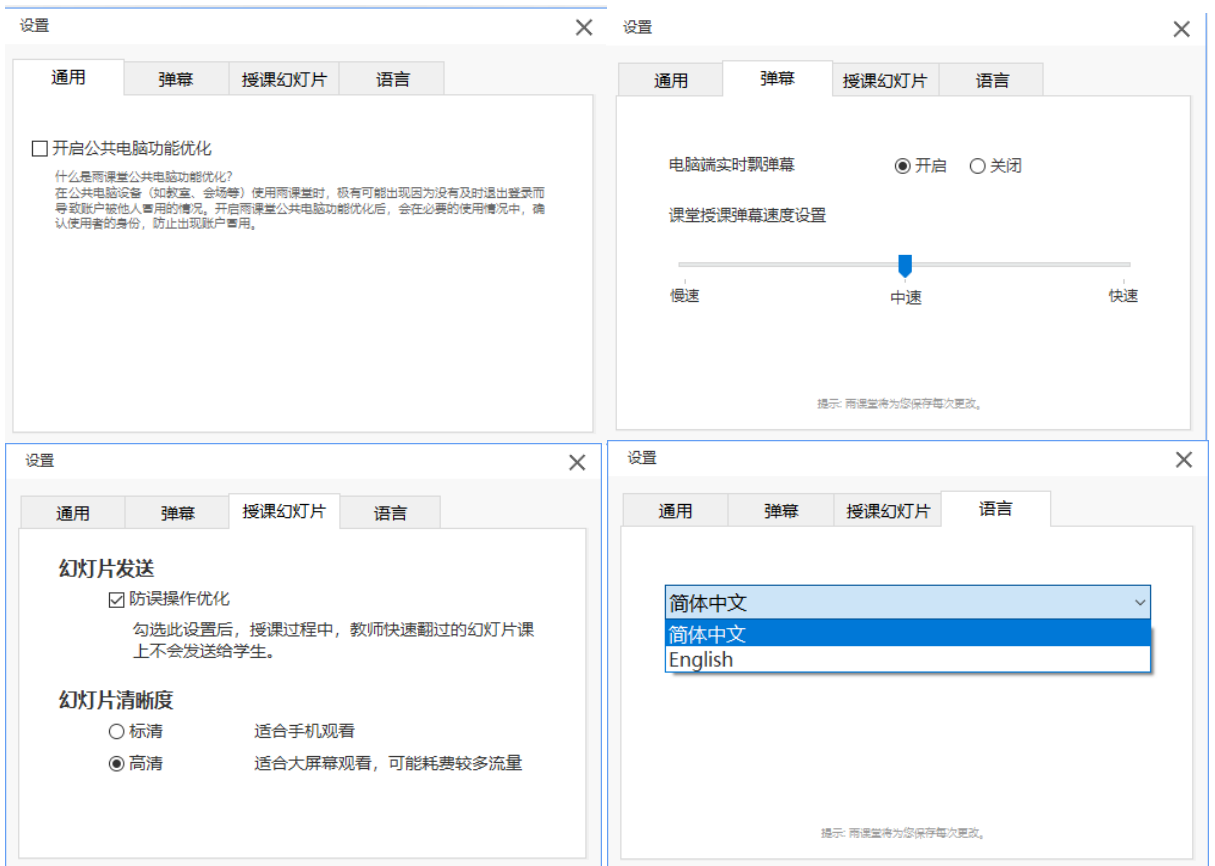 设置
通用 弹幕 授课幻灯片 语言
开启公共电脑功能优化
什么是雨课堂公共电脑功能优化?
在公共电脑设备（如教室、会场等）使用雨课堂时，极有可能出现因为没有及时退出登录而
导致账户被他人冒用的情况。开启雨课堂公共电脑功能优化后，会在必要的使用情况中，确
认使用者的身份，防止出现账户冒用。
设置
通用 弹幕 授课幻灯片 语言
电脑端实时飘弹幕 开启 关闭
课堂授课弹幕速度设置
慢速 中速 快速
提示: 雨课堂将为您保存每次更改。
设置
通用 弹幕 授课幻灯片 语言
幻灯片发送
防误操作优化
勾选此设置后，授课过程中，教师快速翻过的幻灯片课
上不会发送给学生。
幻灯片清晰度
标清 适合手机观看
高清 适合大屏幕观看，可能耗费较多流量
设置
通用 弹幕 授课幻灯片 语言
简体中文
简体中文
English
提示: 雨课堂将为您保存每次更改。